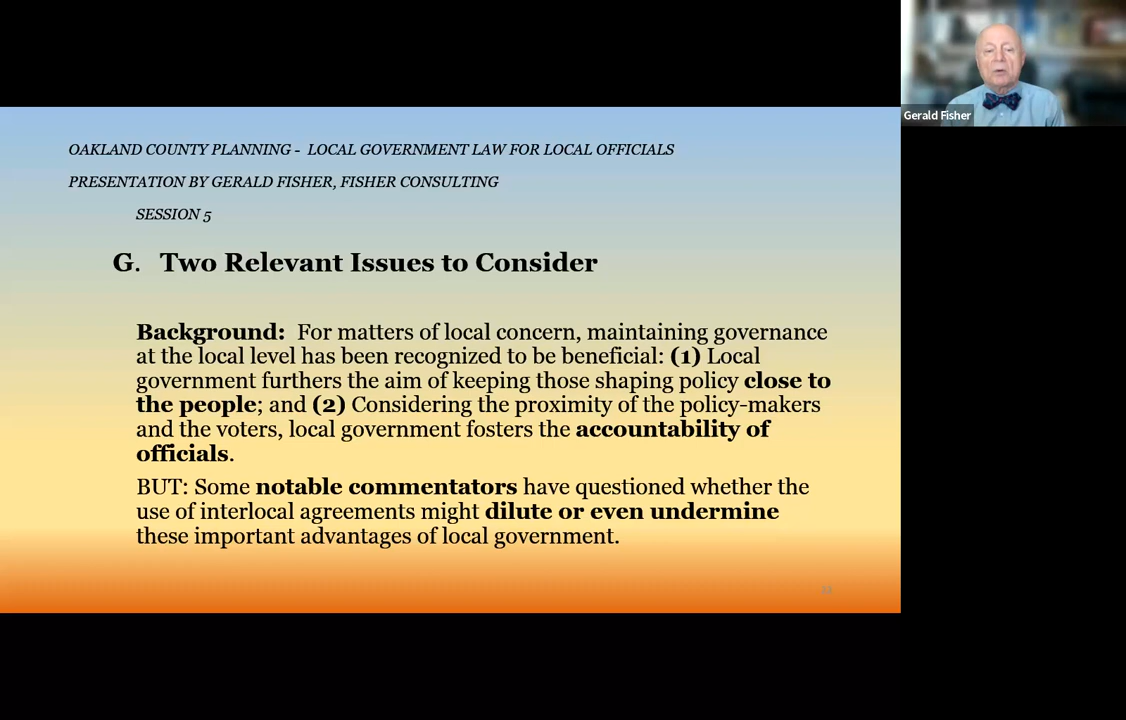 Gerald Fisher
OAKLAND COUNTY PLANNING - LOCAL GOVERNMENT LAW FOR LOCAL OFFICIALS
PRESENTATION BY GERALD FISHER, FISHER CONSULTING
SESSION 5
G. Two Relevant Issues to Consider
Background: For matters of local concern, maintaining governance
at the local level has been recognized to be beneficial: (1) Local
government furthers the aim of keeping those shaping policy close to
the people; and (2) Considering the proximity of the policy-makers
and the voters, local government fosters the accountability of
officials.
BUT: Some notable commentators have questioned whether the
use of interlocal agreements might dilute or even undermine
these important advantages of local government.